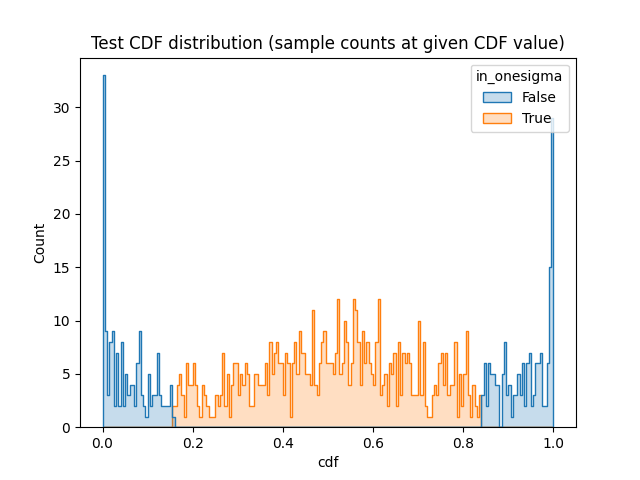 Test CDF distribution (sample counts at given CDF value)
in_onesigma
False
True
30
25
20
15
10
5
0
Count
0.0 0.2 0.4 0.6 0.8 1.0
cdf